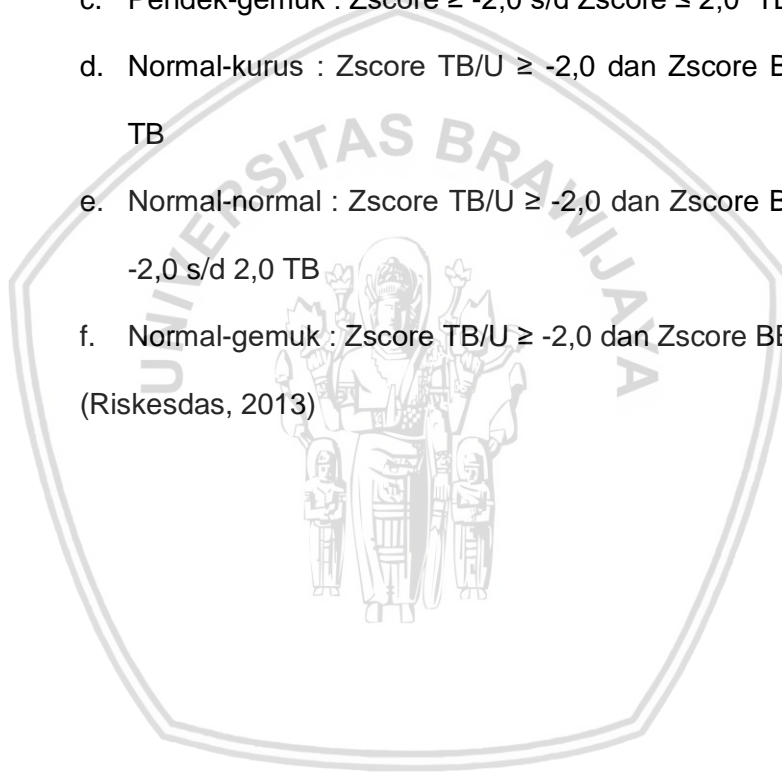 c. Pendek-gemuk : Zscore ≥ -2,0 s/d Zscore ≤ 2,0
d. Normal-kurus : Zscore TB/U ≥ -2,0 dan Zscore
TB
e. Normal-normal : Zscore TB/U ≥ -2,0 dan Zscore
-2,0 s/d 2,0 TB
f. Normal-gemuk : Zscore TB/U ≥ -2,0 dan Zscore
(Riskesdas, 2013)
UNIVERSITAS BRAWIJAYA